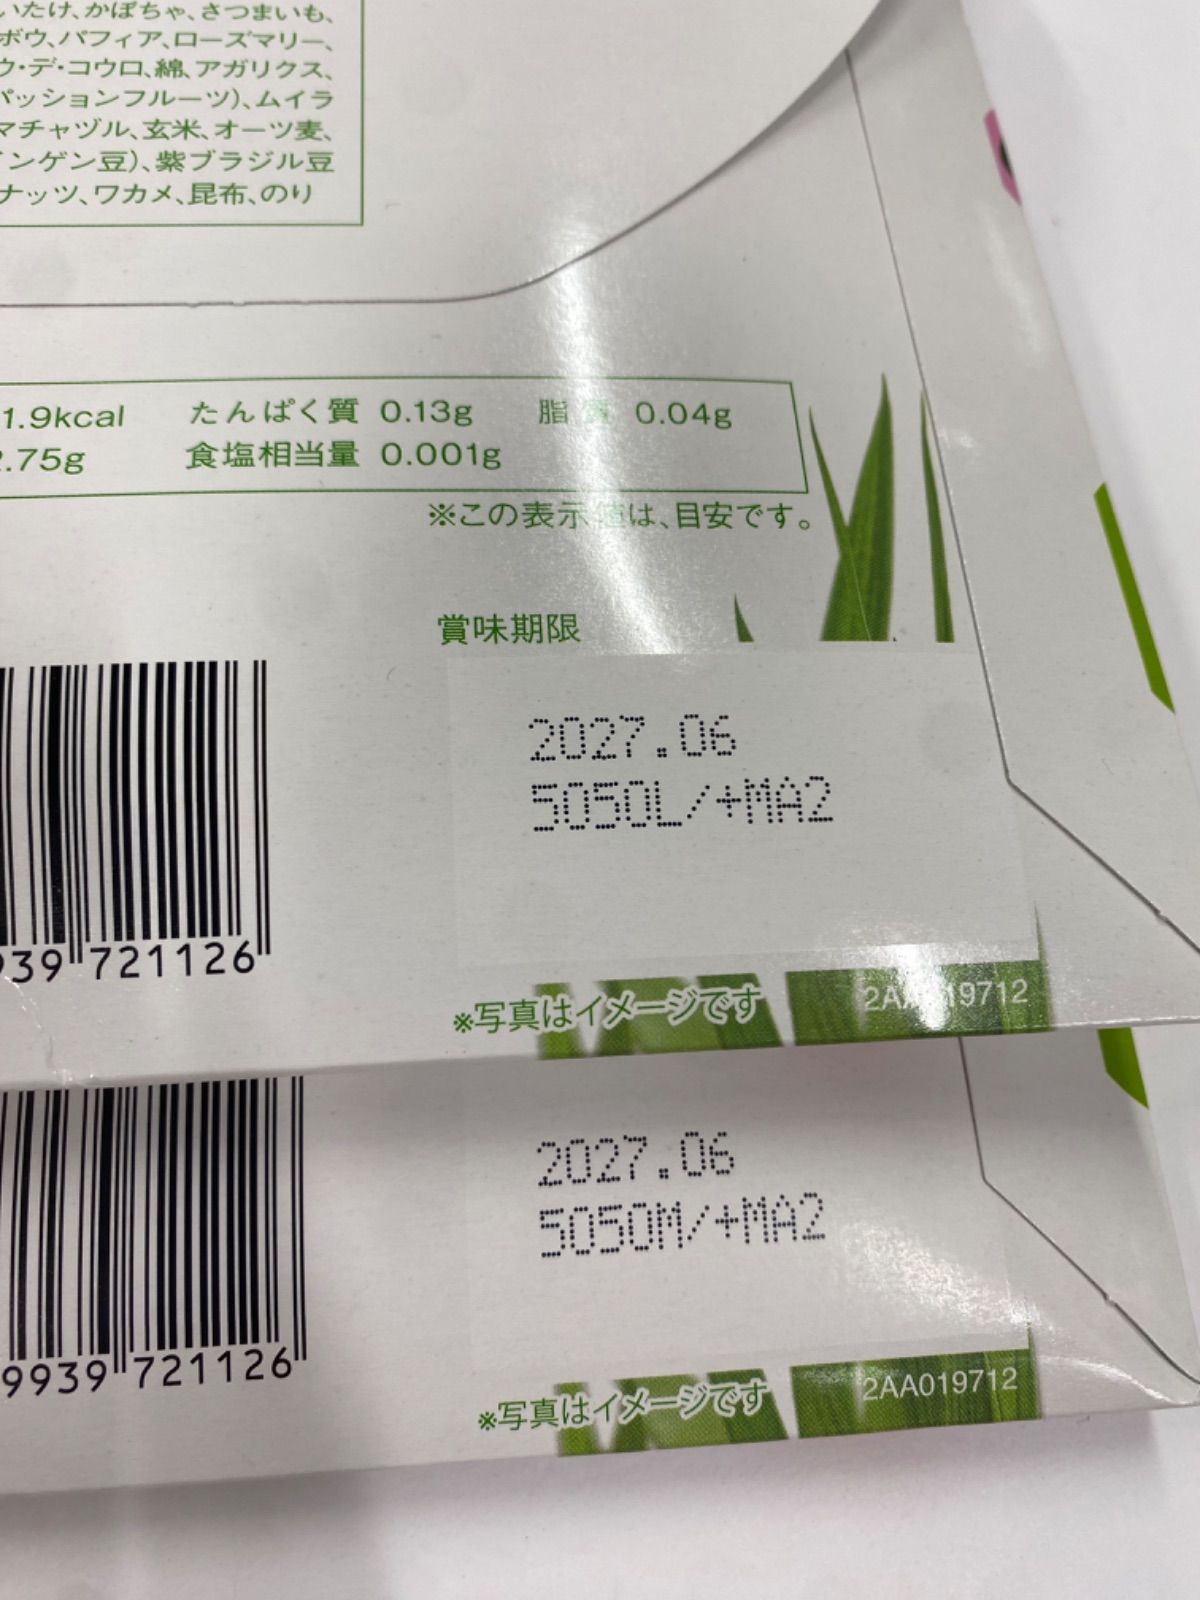 いたけ、かぼちゃ、さつまいも、
ボウ、パフィア、ローズマリー、
ウ・デ・コウロ、綿、アガリクス、
パッションフルーツ)、ムイラ
マチャヅル、玄米、オーツ麦、
ンゲン豆)、紫ブラジル豆
ナッツ、ワカメ、昆布、のり
1.9kcal たんぱく質 0.13g 脂質 0.04g
.75g 食塩相当量 0.001g
※この表示値は、目安です。
賞味期限
2027.06
5050L/+MA2
939 721126
※写真はイメージです 2AA019712
2027.06
5050M/+MA2
9939 721126
※写真はイメージです 2AA019712